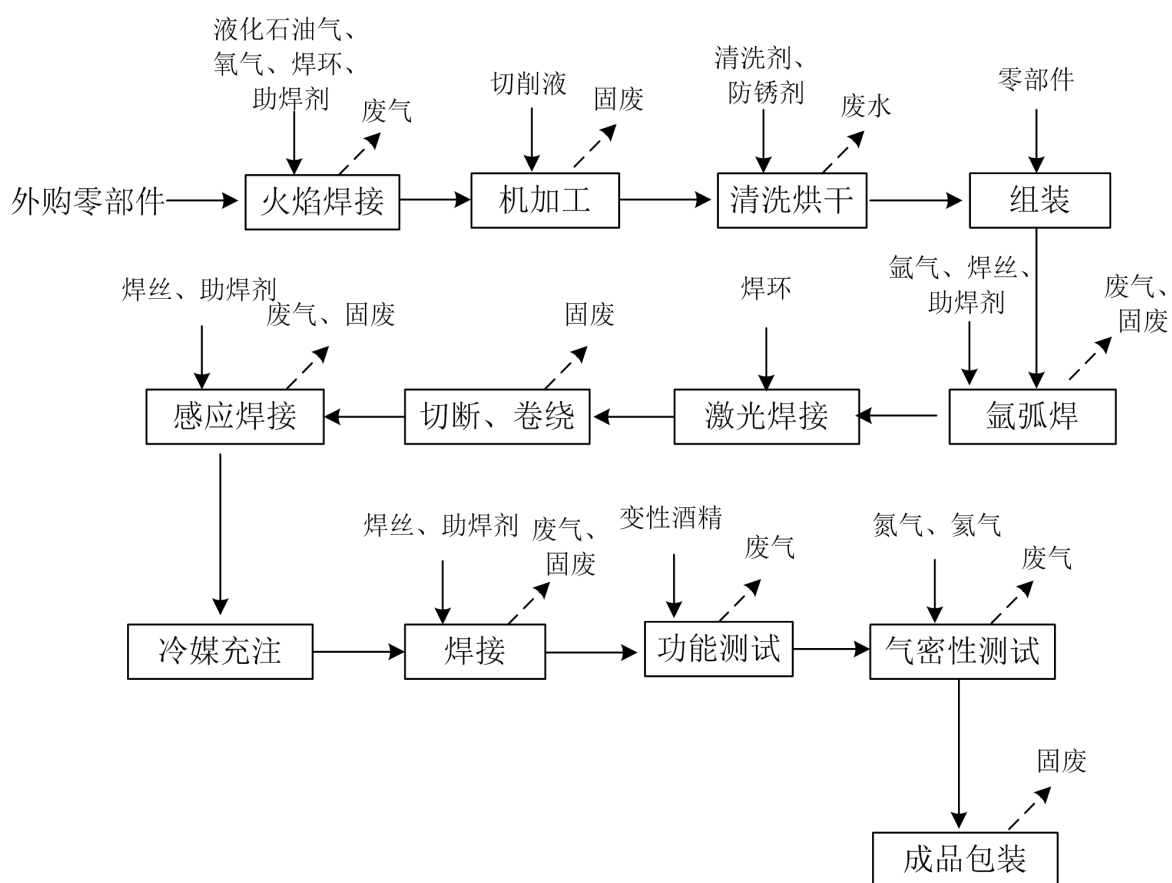 液化石油气、
氧气、焊环、
助焊剂
废气
切削液
固废
清洗剂、
防锈剂
废水
零部件
外购零部件
火焰焊接
机加工
清洗烘干
组装
焊丝、助焊剂
废气、固废
固废
焊环
氩气、焊丝、
助焊剂
废气、
固废
感应焊接
切断、卷绕
激光焊接
氩弧焊
焊丝、助焊剂
废气、
固废
变性酒精
废气
氮气、氦气
废气
冷媒充注
焊接
功能测试
气密性测试
固废
成品包装